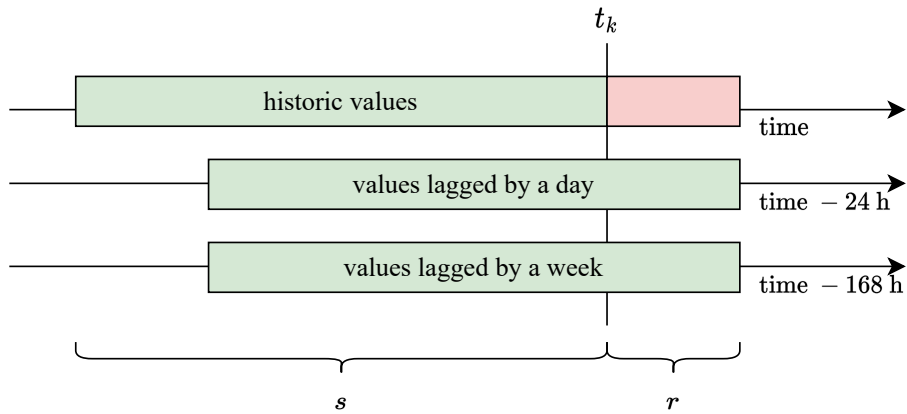 t_k
historic values
time
values lagged by a day
time − 24 h
values lagged by a week
time − 168 h
s
r